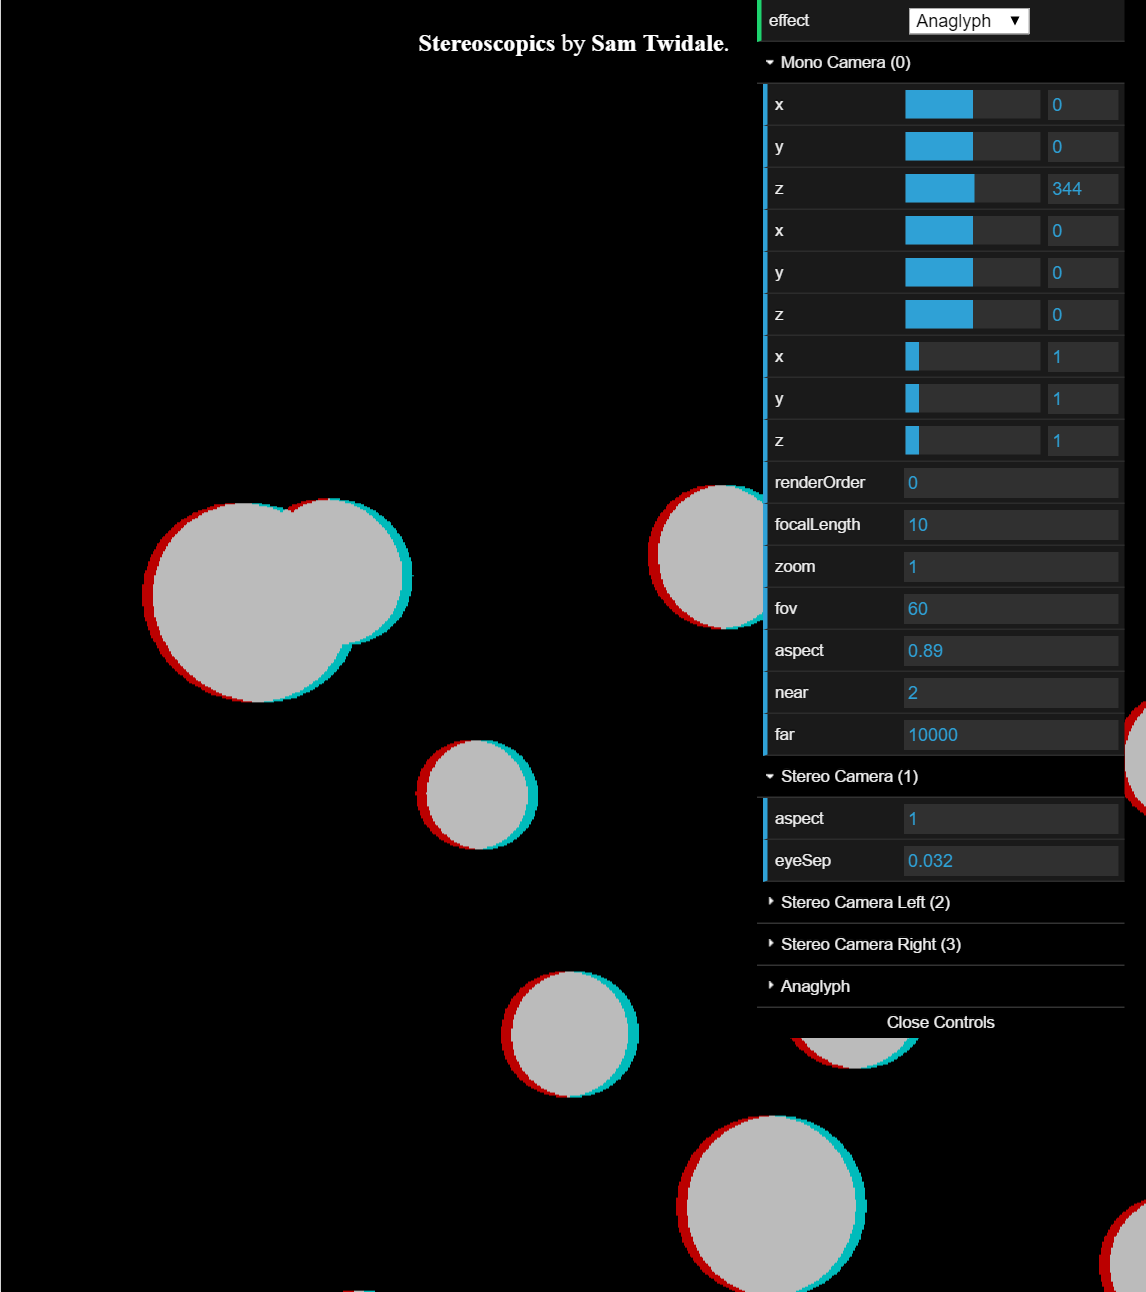 effect Anaglyph
Stereoscopics by Sam Twidale.
Mono Camera (0)
x 0
y 0
z 344
x 0
y 0
z 0
x 1
y 1
z 1
renderOrder 0
focalLength 10
zoom 1
fov 60
aspect 0.89
near 2
far 10000
Stereo Camera (1)
aspect 1
eyeSep 0.032
Stereo Camera Left (2)
Stereo Camera Right (3)
Anaglyph
Close Controls